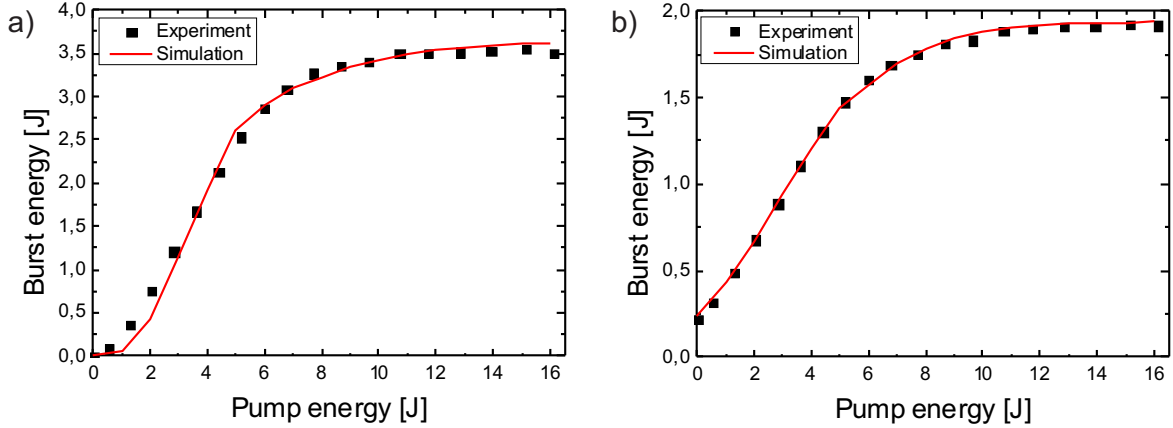 a)
Experiment
Simulation
4,0
3,5
3,0
2,5
2,0
1,5
1,0
0,5
0,0
Burst energy [J]
0 2 4 6 8 10 12 14 16
Pump energy [J]
b)
Experiment
Simulation
2,0
1,5
1,0
0,5
0,0
Burst energy [J]
0 2 4 6 8 10 12 14 16
Pump energy [J]